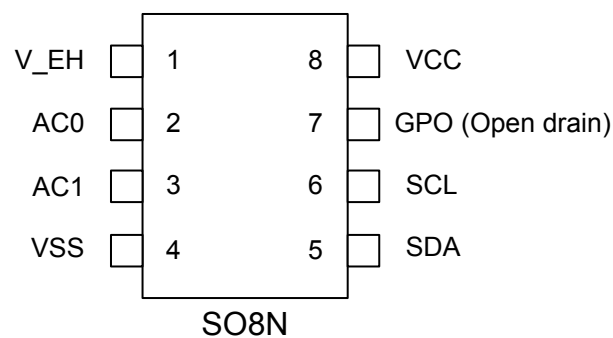 V_EH 1 8 VCC
AC0 2 7 GPO (Open drain)
AC1 3 6 SCL
VSS 4 5 SDA
SO8N